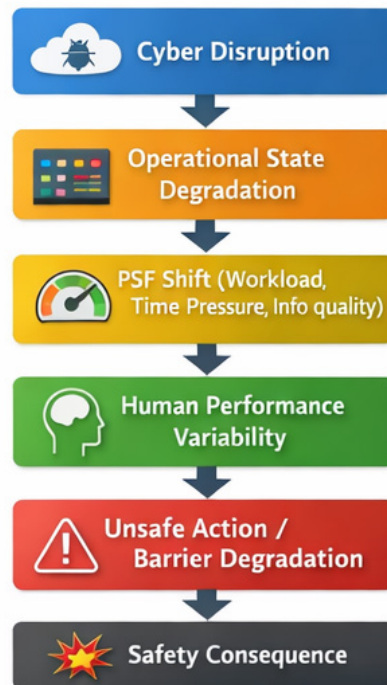 Cyber Disruption
Operational State
Degradation
PSF Shift (Workload,
Time Pressure, Info quality)
Human Performance
Variability
Unsafe Action /
Barrier Degradation
Safety Consequence